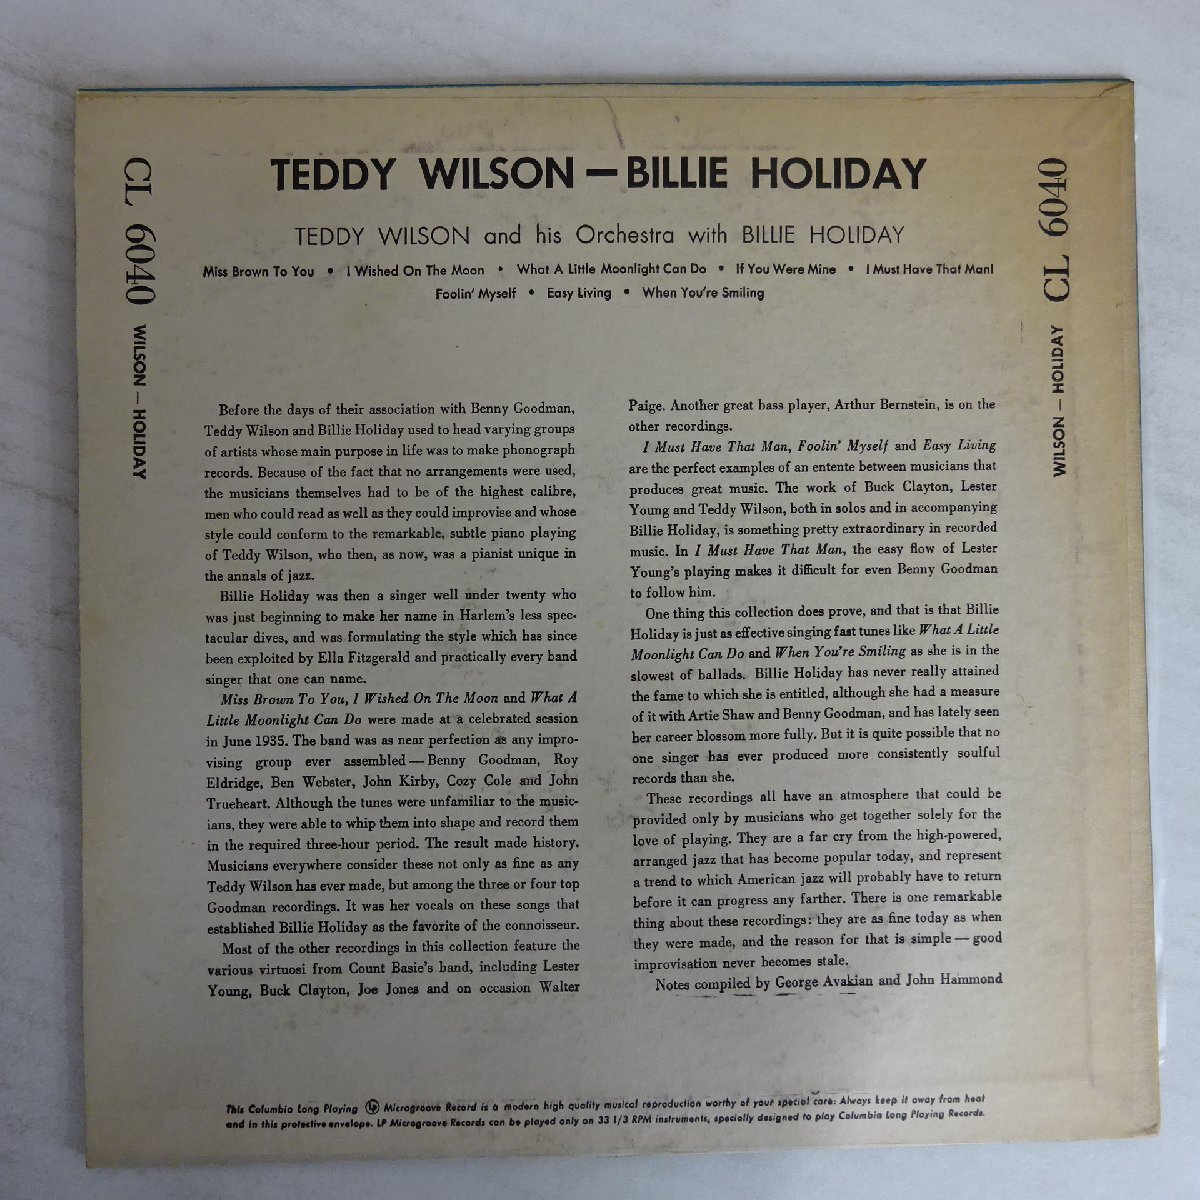 TEDDY WILSON — BILLIE HOLIDAY
TEDDY WILSON and his Orchestra with BILLIE HOLIDAY
Miss Brown To You • I Wished On The Moon • What A Little Moonlight Can Do • If You Were Mine • I Must Have That Man!
Foolin' Myself • Easy Living • When You're Smiling
CL 6040 WILSON — HOLIDAY
Before the days of their association with Benny Goodman,
Teddy Wilson and Billie Holiday used to head varying groups
of artists whose main purpose in life was to make phonograph
records. Because of the fact that no arrangements were used,
the musicians themselves had to be of the highest calibre,
men who could read as well as they could improvise and whose
style could conform to the remarkable, subtle piano playing
of Teddy Wilson, who then, as now, was a pianist unique in
the annals of jazz.
Billie Holiday was then a singer well under twenty who
was just beginning to make her name in Harlem's less spec-
tacular dives, and was formulating the style which has since
been exploited by Ella Fitzgerald and practically every band
singer that one can name.
Miss Brown To You, I Wished On The Moon and What A
Little Moonlight Can Do were made at a celebrated session
in June 1935. The band was as near perfection as any impro-
vising group ever assembled — Benny Goodman, Roy
Eldridge, Ben Webster, John Kirby, Cozy Cole and John
Trueheart. Although the tunes were unfamiliar to the music-
ians, they were able to whip them into shape and record them
in the required three-hour period. The result made history.
Musicians everywhere consider these not only as fine as any
Teddy Wilson has ever made, but among the three or four top
Goodman recordings. It was her vocals on these songs that
established Billie Holiday as the favorite of the connoisseur.
Most of the other recordings in this collection feature the
various virtuosi from Count Basie's band, including Lester
Young, Buck Clayton, Joe Jones and on occasion Walter
Paige. Another great bass player, Arthur Bernstein, is on the
other recordings.
I Must Have That Man, Foolin' Myself and Easy Living
are the perfect examples of an entente between musicians that
produces great music. The work of Buck Clayton, Lester
Young and Teddy Wilson, both in solos and in accompanying
Billie Holiday, is something pretty extraordinary in recorded
music. In I Must Have That Man, the easy flow of Lester
Young's playing makes it difficult for even Benny Goodman
to follow him.
One thing this collection does prove, and that is that Billie
Holiday is just as effective singing fast tunes like What A Little
Moonlight Can Do and When You're Smiling as she is in the
slowest of ballads. Billie Holiday has never really attained
the fame to which she is entitled, although she had a measure
of it with Artie Shaw and Benny Goodman, and has lately seen
her career blossom more fully. But it is quite possible that no
one singer has ever produced more consistently soulful
records than she.
These recordings all have an atmosphere that could be
provided only by musicians who get together solely for the
love of playing. They are a far cry from the high-powered,
arranged jazz that has become popular today, and represent
a trend to which American jazz will probably have to return
before it can progress any farther. There is one remarkable
thing about these recordings: they are as fine today as when
they were made, and the reason for that is simple — good
improvisation never becomes stale.
Notes compiled by George Avakian and John Hammond
CL 6040 WILSON — HOLIDAY
This Columbia Long Playing LP Microgroove Record is a modern high quality musical reproduction worthy of your special care: Always keep it away from heat
and in this protective envelope. LP Microgroove Records can be played only on 33 1/3 RPM instruments, specially designed to play Columbia Long Playing Records.